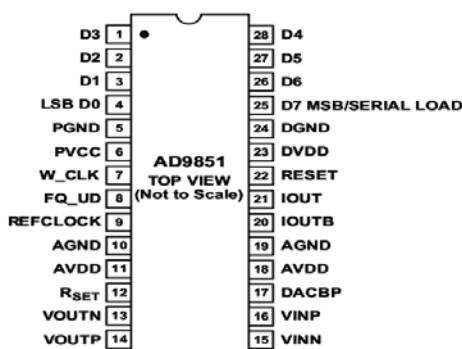 D3 1 28 D4
D2 2 27 D5
D1 3 26 D6
LSB D0 4 25 D7 MSB/SERIAL LOAD
PGND 5 24 DGND
PVCC 6 23 DVDD
AD9851
W_CLK 7 22 RESET
TOP VIEW
FQ_UD 8 21 IOUT
(Not to Scale)
REFCLOCK 9 20 IOUTB
AGND 10 19 AGND
AVDD 11 18 AVDD
RSET 12 17 DACBP
VOUTN 13 16 VINP
VOUTP 14 15 VINN